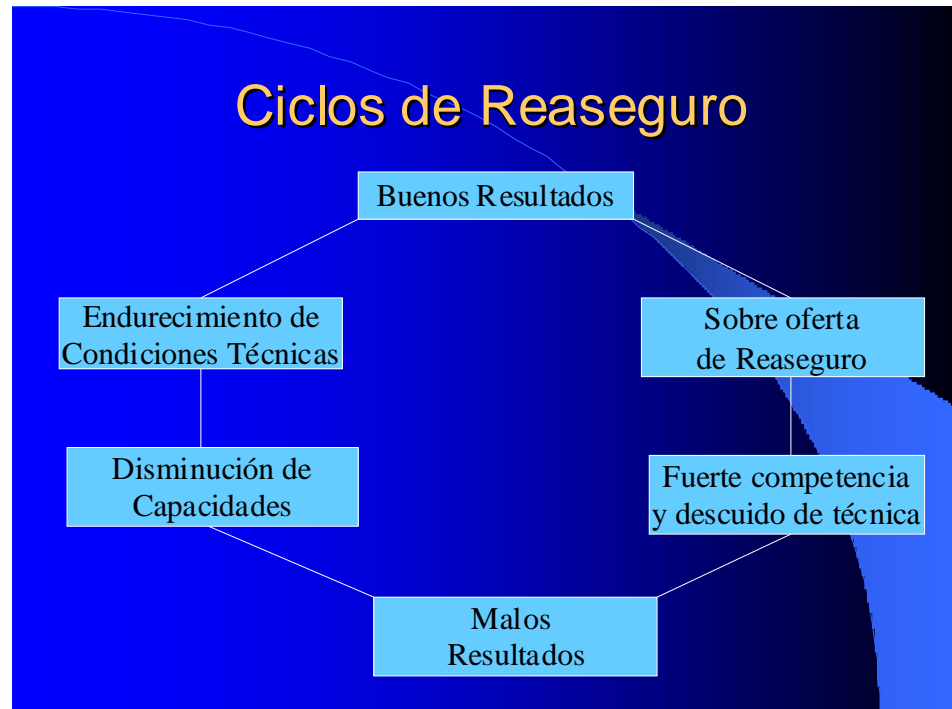 Ciclos de Reaseguro
Buenos Resultados
Endurecimiento de
Condiciones Técnicas
Sobre oferta
de Reaseguro
Disminución de
Capacidades
Fuerte competencia
y descuido de técnica
Malos
Resultados